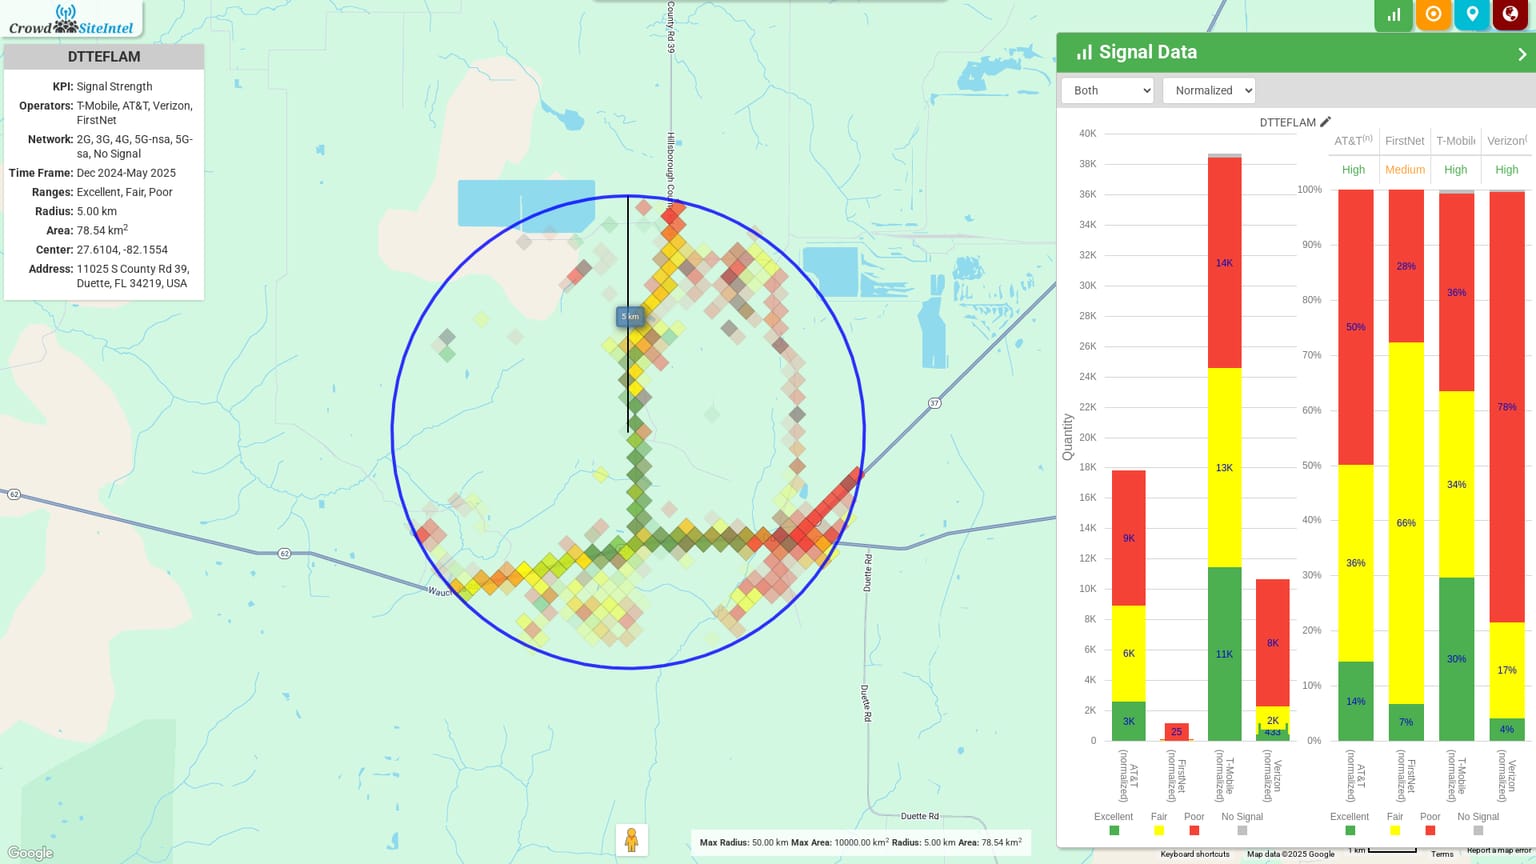 Crowd SiteIntel
DTTEFLAM
KPI: Signal Strength
Operators: T-Mobile, AT&T, Verizon,
FirstNet
Network: 2G, 3G, 4G, 5G-nsa, 5G-
sa, No Signal
Time Frame: Dec 2024-May 2025
Ranges: Excellent, Fair, Poor
Radius: 5.00 km
Area: 78.54 km²
Center: 27.6104, -82.1554
Address: 11025 S County Rd 39,
Duette, FL 34219, USA
County Rd 39
Hillsborough Coun
5 km
37
62
62
Wauc
Duette Rd
Duette Rd
Duette Rd
Google
Max Radius: 50.00 km Max Area: 10000.00 km² Radius: 5.00 km Area: 78.54 km²
Signal Data
Both
Normalized
DTTEFLAM
40K
38K
36K
34K
32K
30K
28K
26K
24K
22K
20K
18K
16K
14K
12K
10K
8K
6K
4K
2K
0
Quantity
9K
6K
3K
25
14K
13K
11K
8K
2K
433
AT&T (normalized)
FirstNet (normalized)
T-Mobile (normalized)
Verizon (normalized)
Excellent Fair Poor No Signal
AT&T(n) FirstNet T-Mobile Verizon(
High Medium High High
100%
90%
80%
70%
60%
50%
40%
30%
20%
10%
0%
50%
36%
14%
28%
66%
7%
36%
34%
30%
78%
17%
4%
AT&T (normalized)
FirstNet (normalized)
T-Mobile (normalized)
Verizon (normalized)
Excellent Fair Poor No Signal
Keyboard shortcuts Map data ©2025 Google 1 km Terms Report a map error